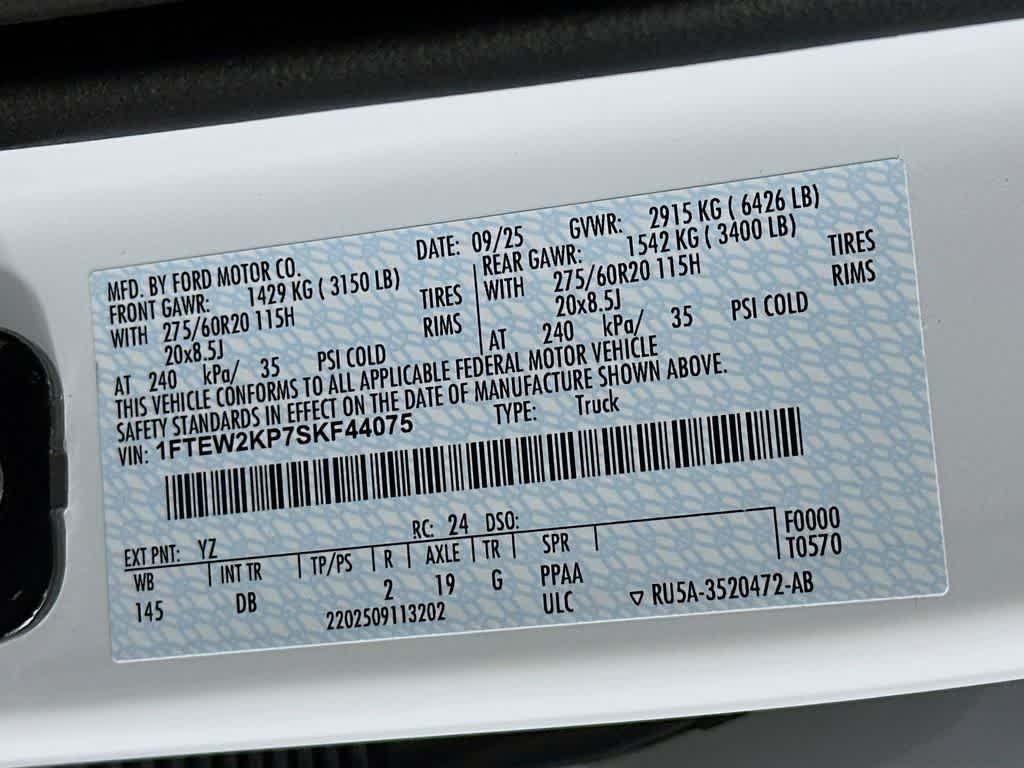 MFD. BY FORD MOTOR CO.
DATE: 09/25 GVWR: 2915 KG ( 6426 LB)
FRONT GAWR: 1429 KG ( 3150 LB)
WITH 275/60R20 115H TIRES
20x8.5J RIMS
AT 240 kPa/ 35 PSI COLD
REAR GAWR: 1542 KG ( 3400 LB)
WITH 275/60R20 115H TIRES
20x8.5J RIMS
AT 240 kPa/ 35 PSI COLD
THIS VEHICLE CONFORMS TO ALL APPLICABLE FEDERAL MOTOR VEHICLE
SAFETY STANDARDS IN EFFECT ON THE DATE OF MANUFACTURE SHOWN ABOVE.
VIN: 1FTEW2KP7SKF44075 TYPE: Truck
EXT PNT: YZ RC: 24 DSO:
WB INT TR TP/PS R AXLE TR SPR F0000
145 DB 2 19 G PPAA T0570
2202509113202 ULC ▽ RU5A-3520472-AB